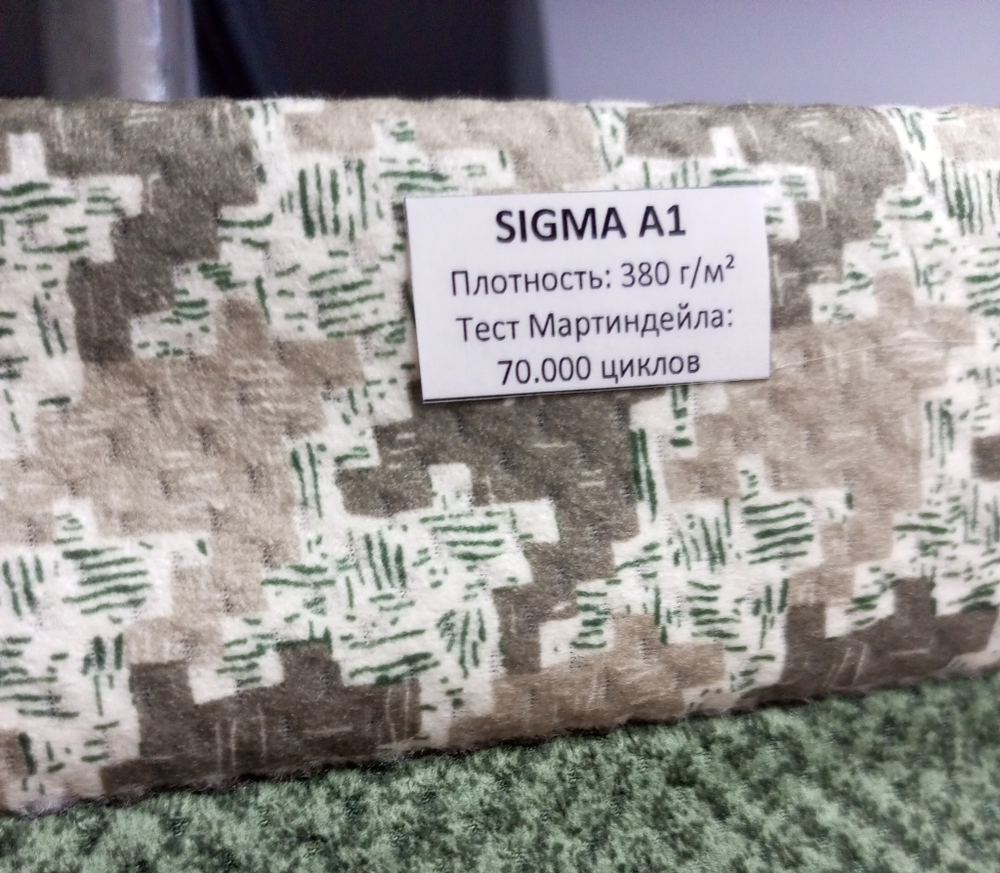 SIGMA A1
Плотность: 380 г/м²
Тест Мартиндейла:
70.000 циклов